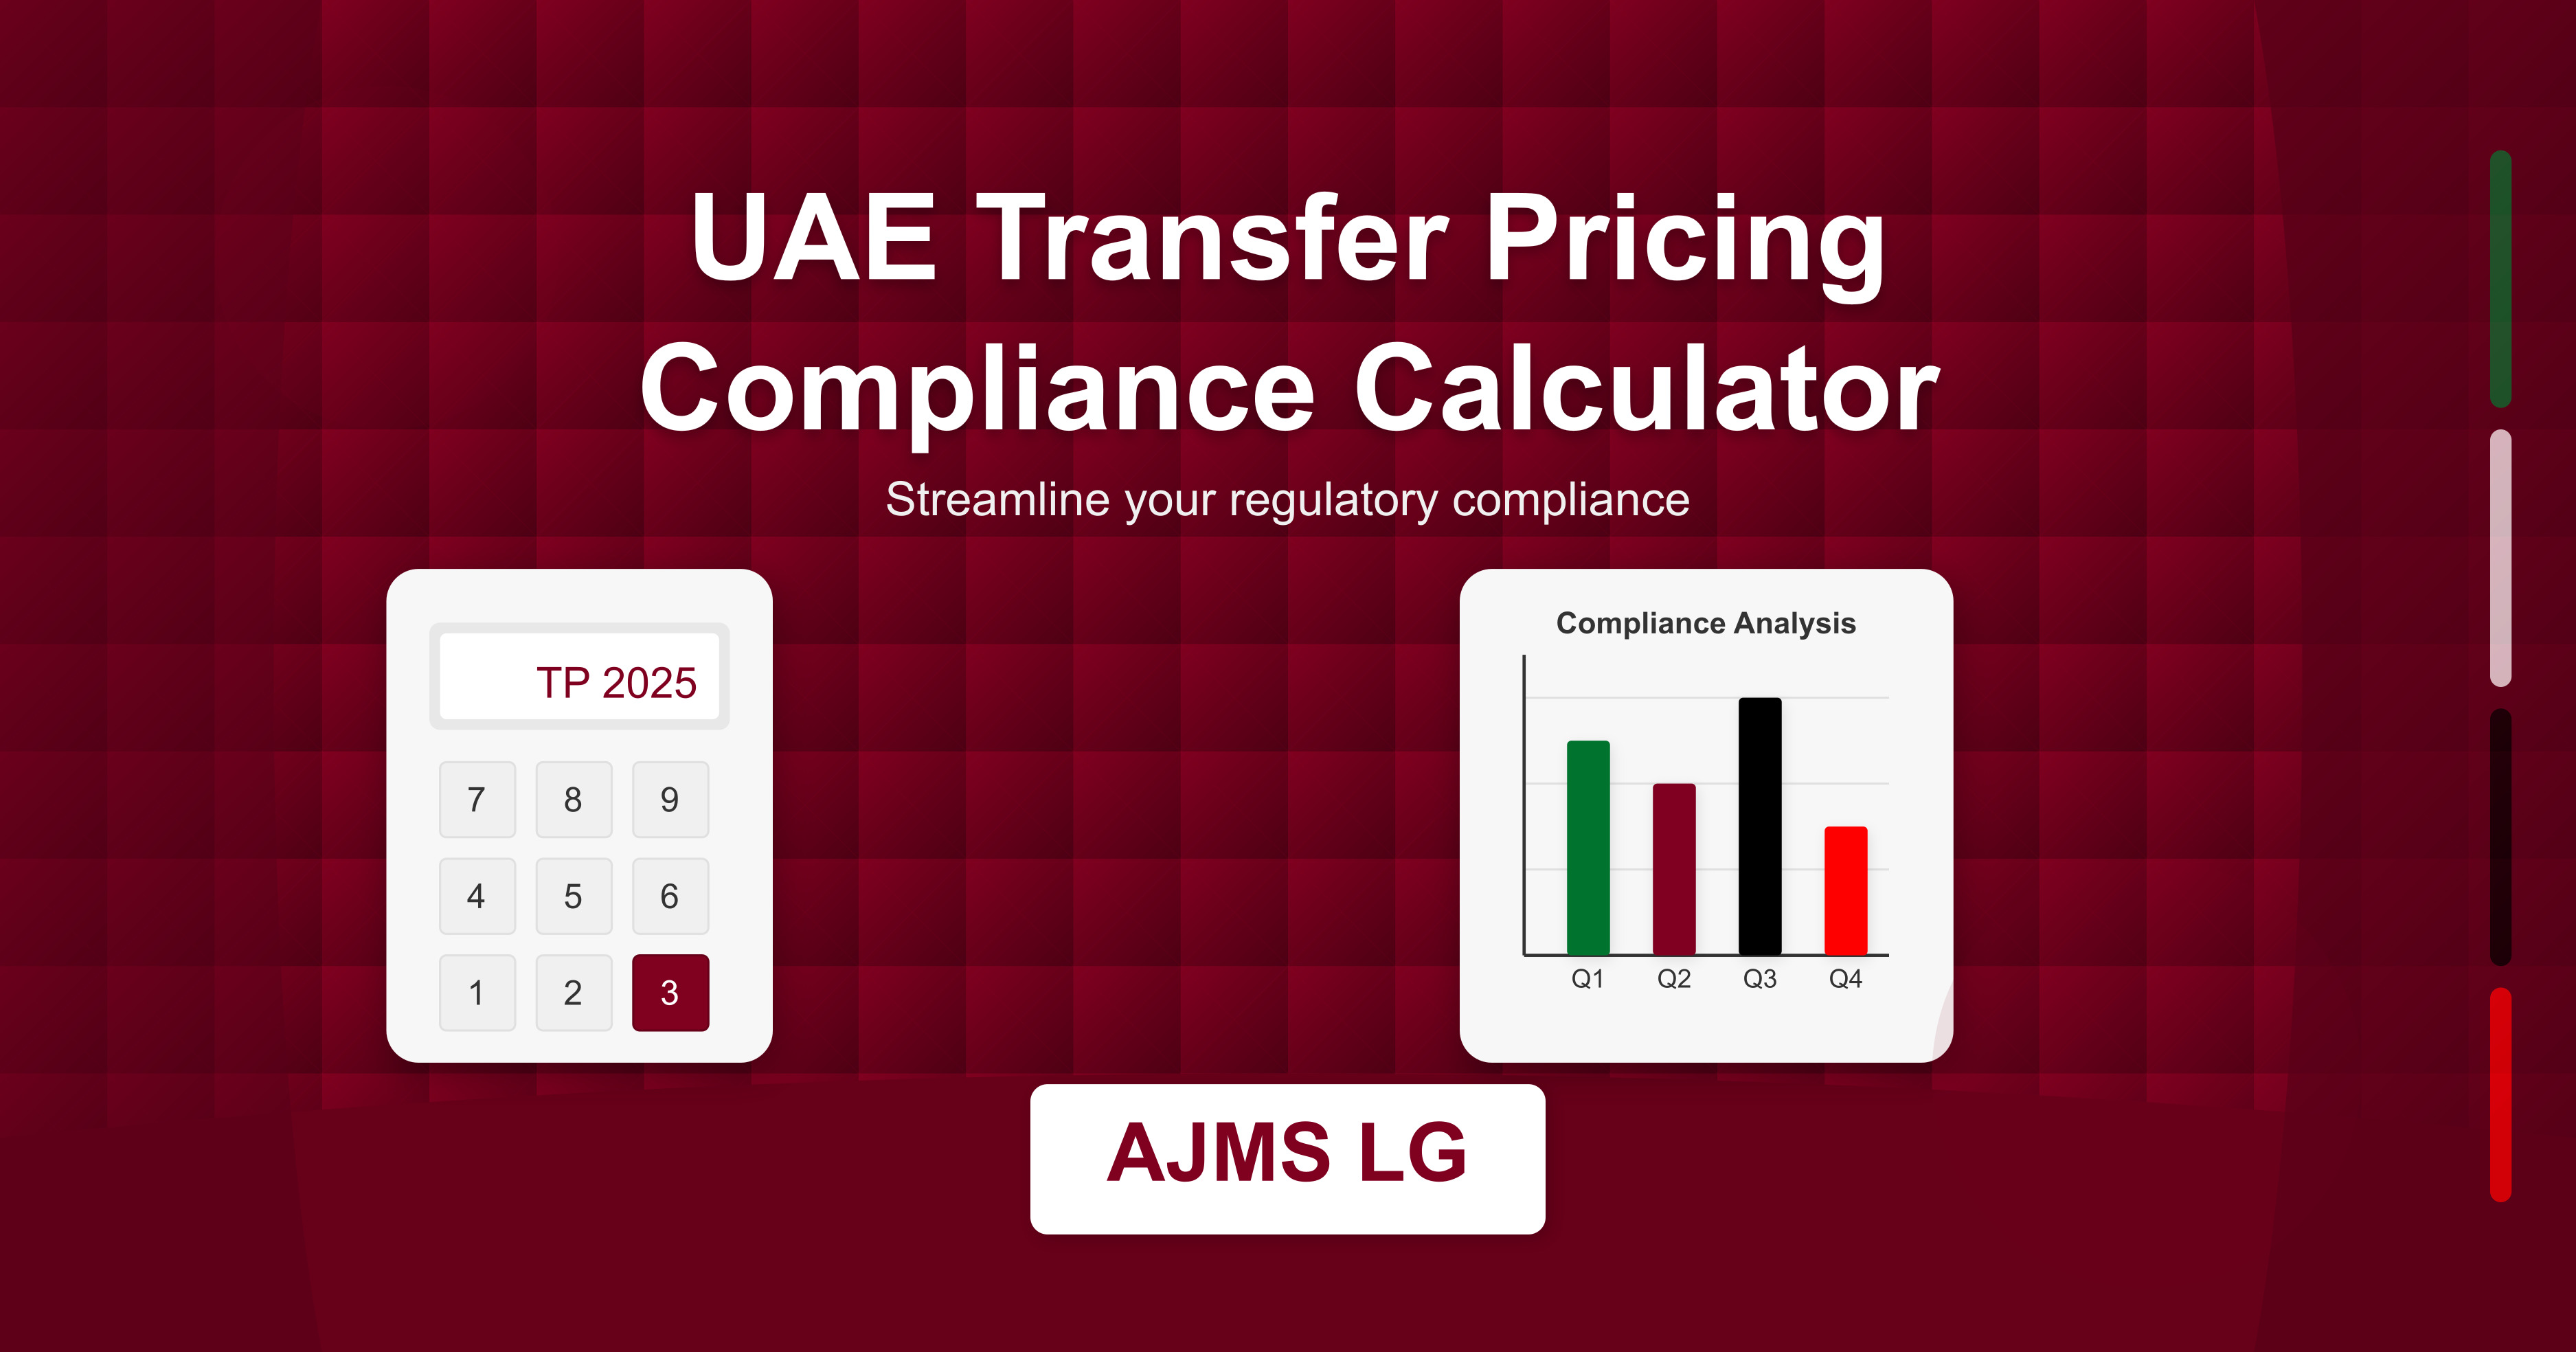 UAE Transfer Pricing
Compliance Calculator
Streamline your regulatory compliance
TP 2025
7 8 9
4 5 6
1 2 3
Compliance Analysis
Q1 Q2 Q3 Q4
AJMS LG